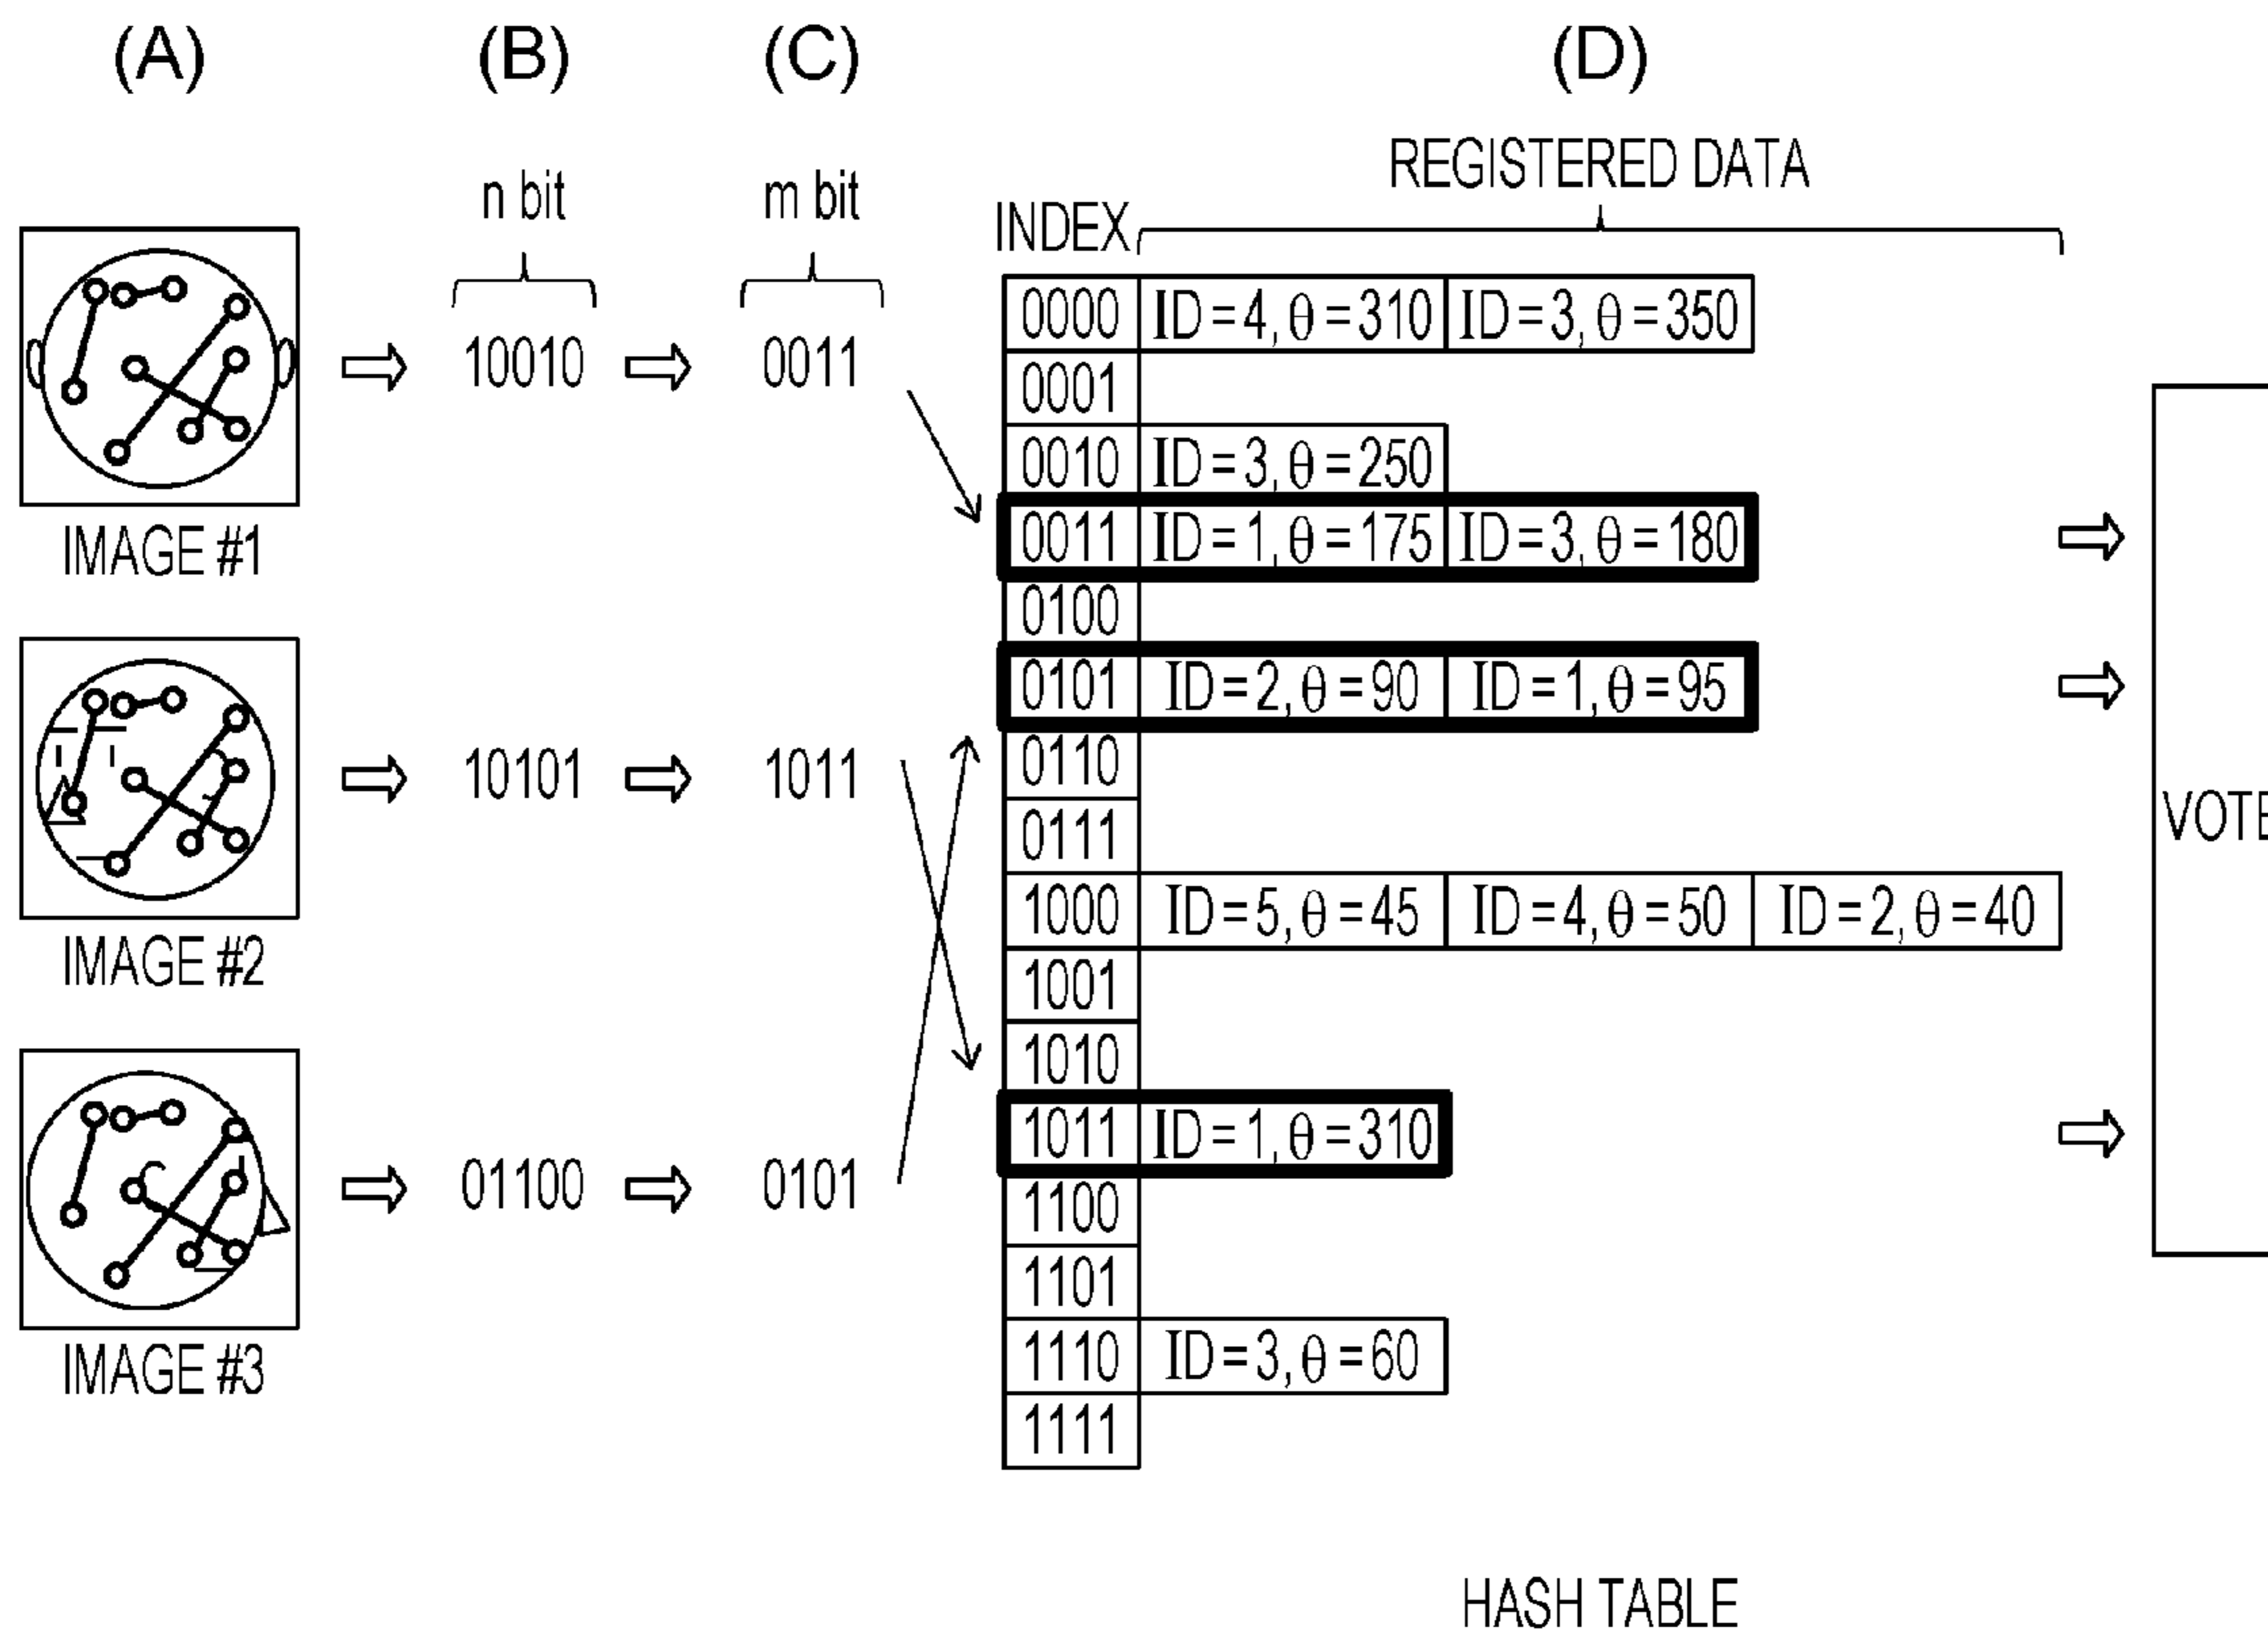 (A) (B) (C) (D)
REGISTERED DATA
n bit m bit
INDEX
0000 ID=4, θ=310 ID=3, θ=350
10010 0011
0001
0010 ID=3, θ=250
0011 ID=1, θ=175 ID=3, θ=180
IMAGE #1
0100
0101 ID=2, θ=90 ID=1, θ=95
0110
10101 1011
0111
VOTE
1000 ID=5, θ=45 ID=4, θ=50 ID=2, θ=40
IMAGE #2
1001
1010
1011 ID=1, θ=310
01100 0101
1100
1101
1110 ID=3, θ=60
IMAGE #3
1111
HASH TABLE